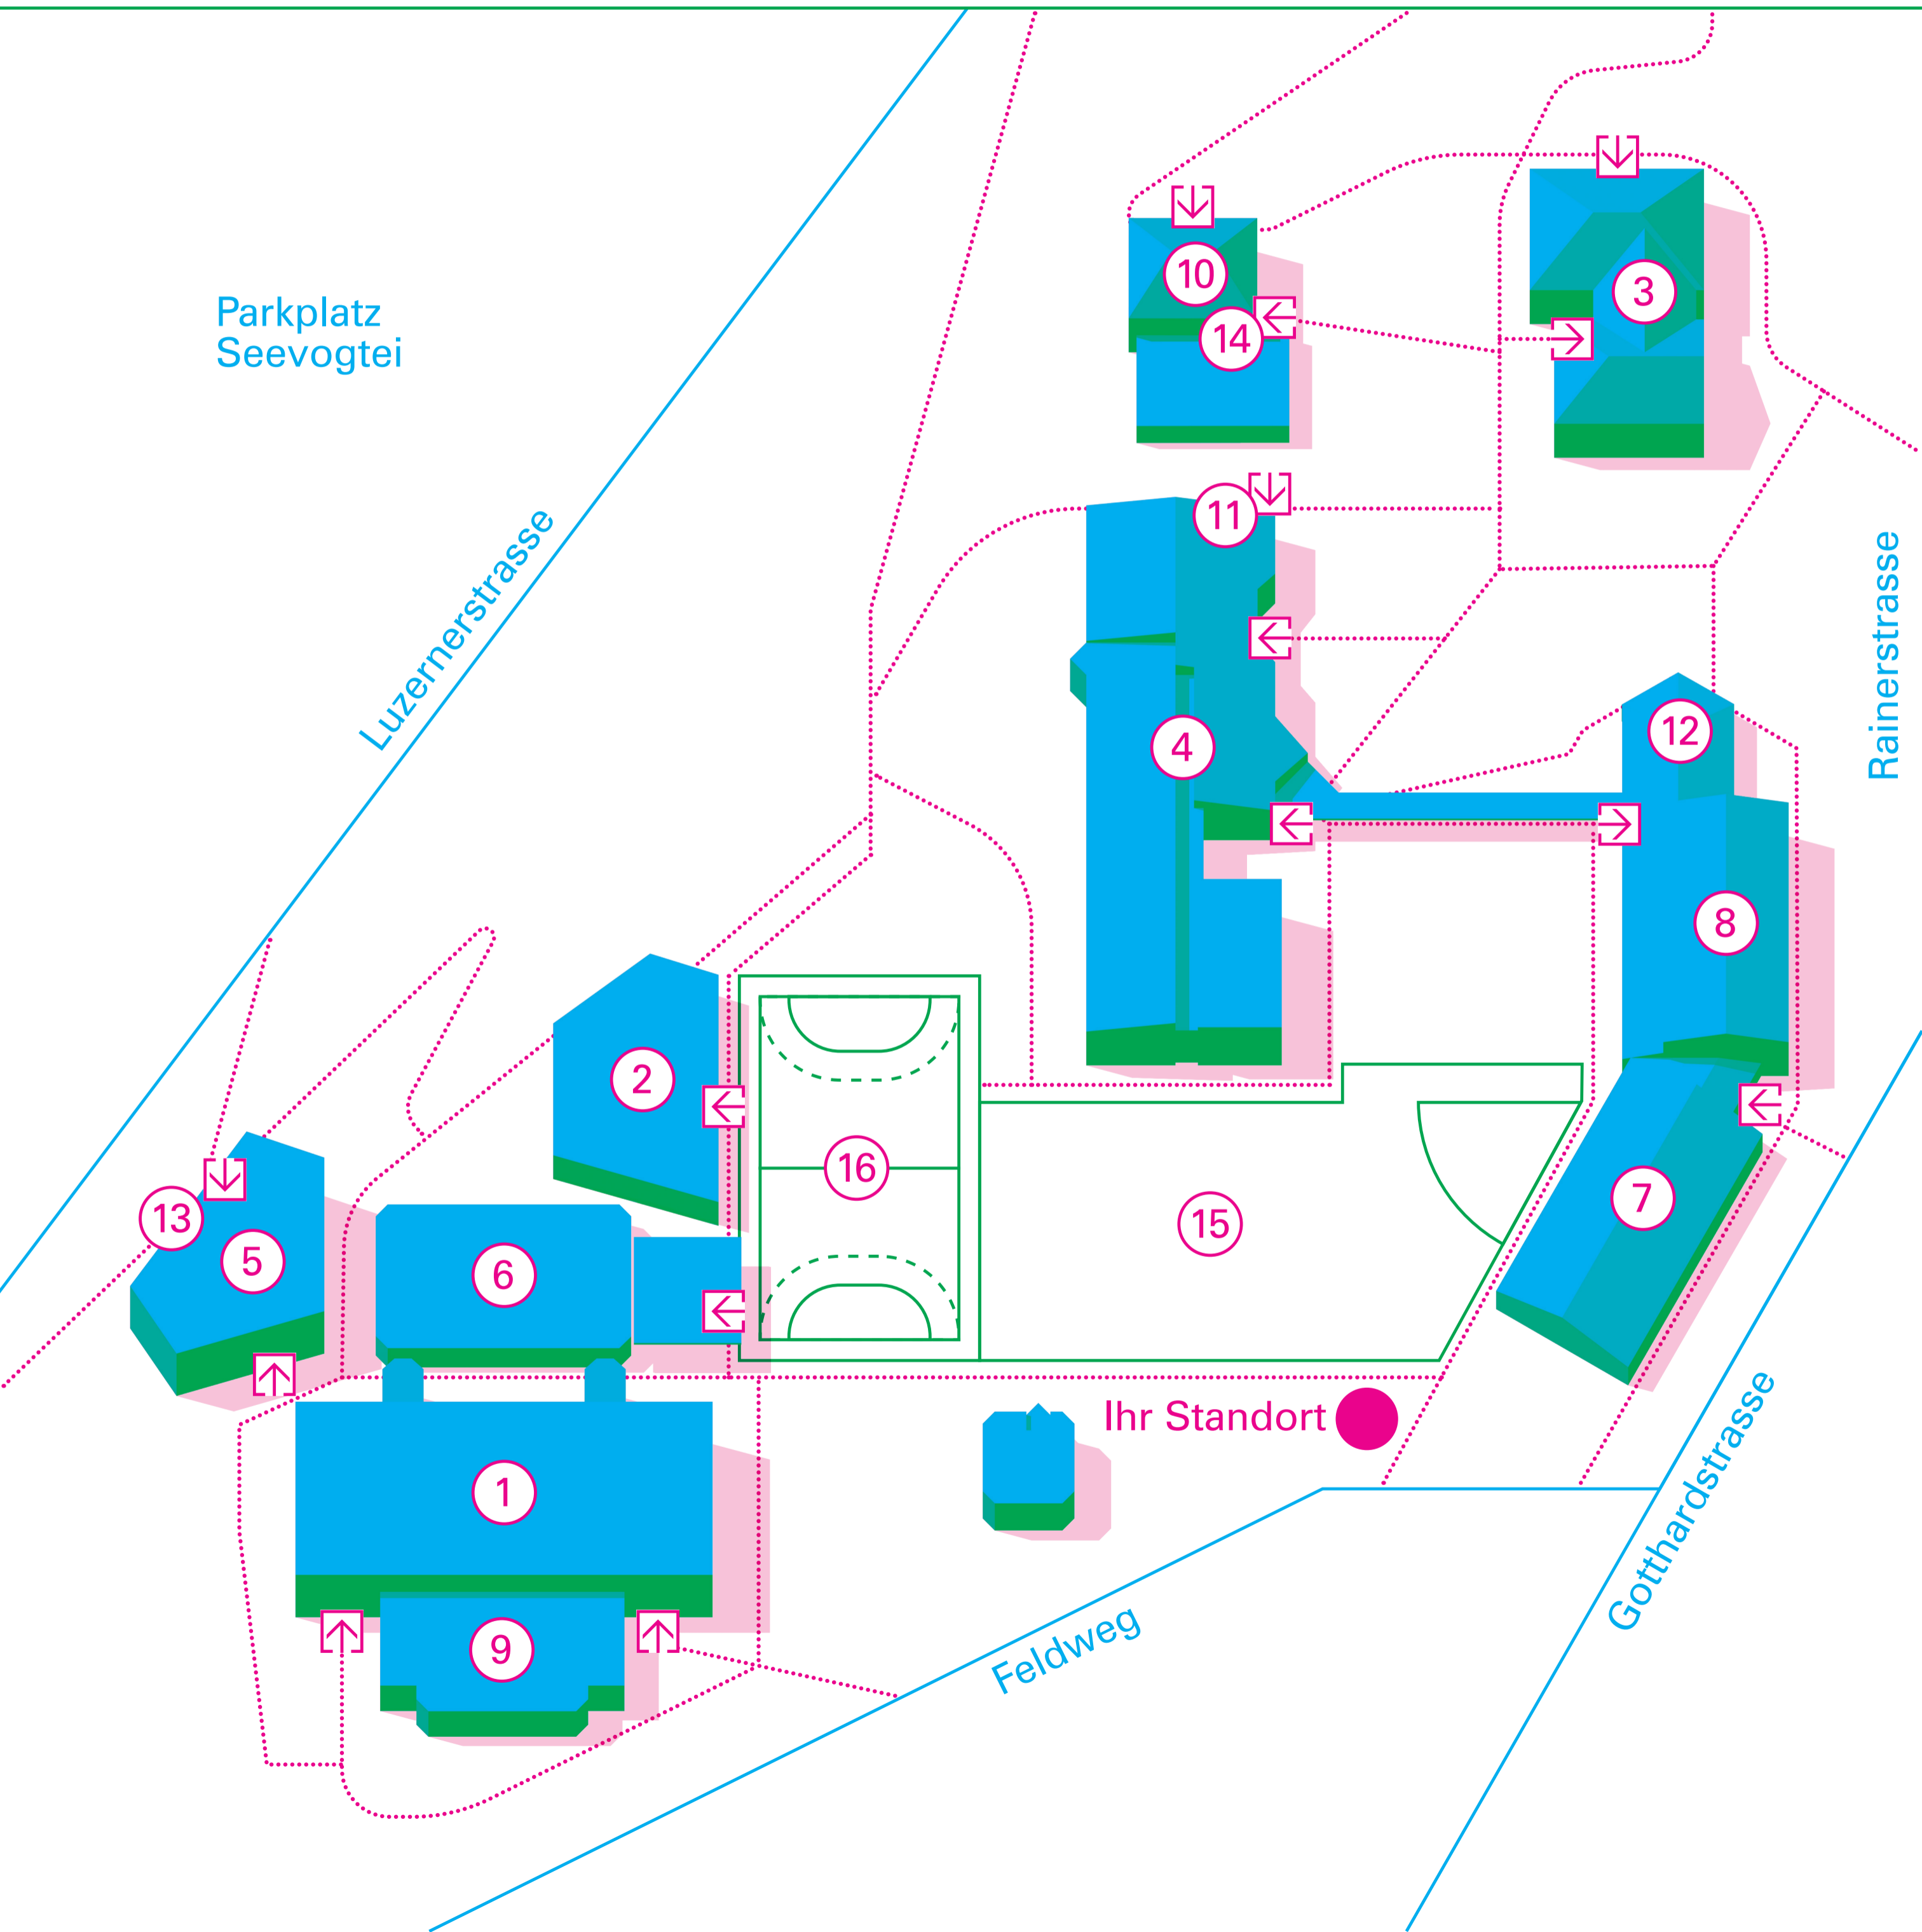 Parkplatz
Seevogtei
Luzernerstrasse
Rainerstrasse
Gotthardstrasse
Feldweg
Ihr Standort
10
14
3
11
4
12
8
7
2
16
15
13
5
6
1
9